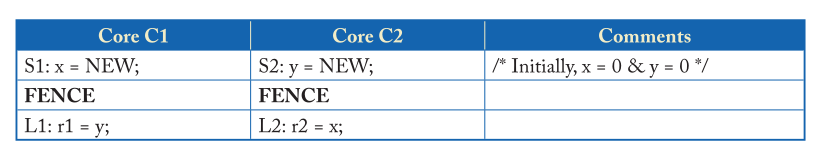 Core C1 Core C2 Comments
S1: x = NEW; S2: y = NEW; /* Initially, x = 0 & y = 0 */
FENCE FENCE
L1: r1 = y; L2: r2 = x;